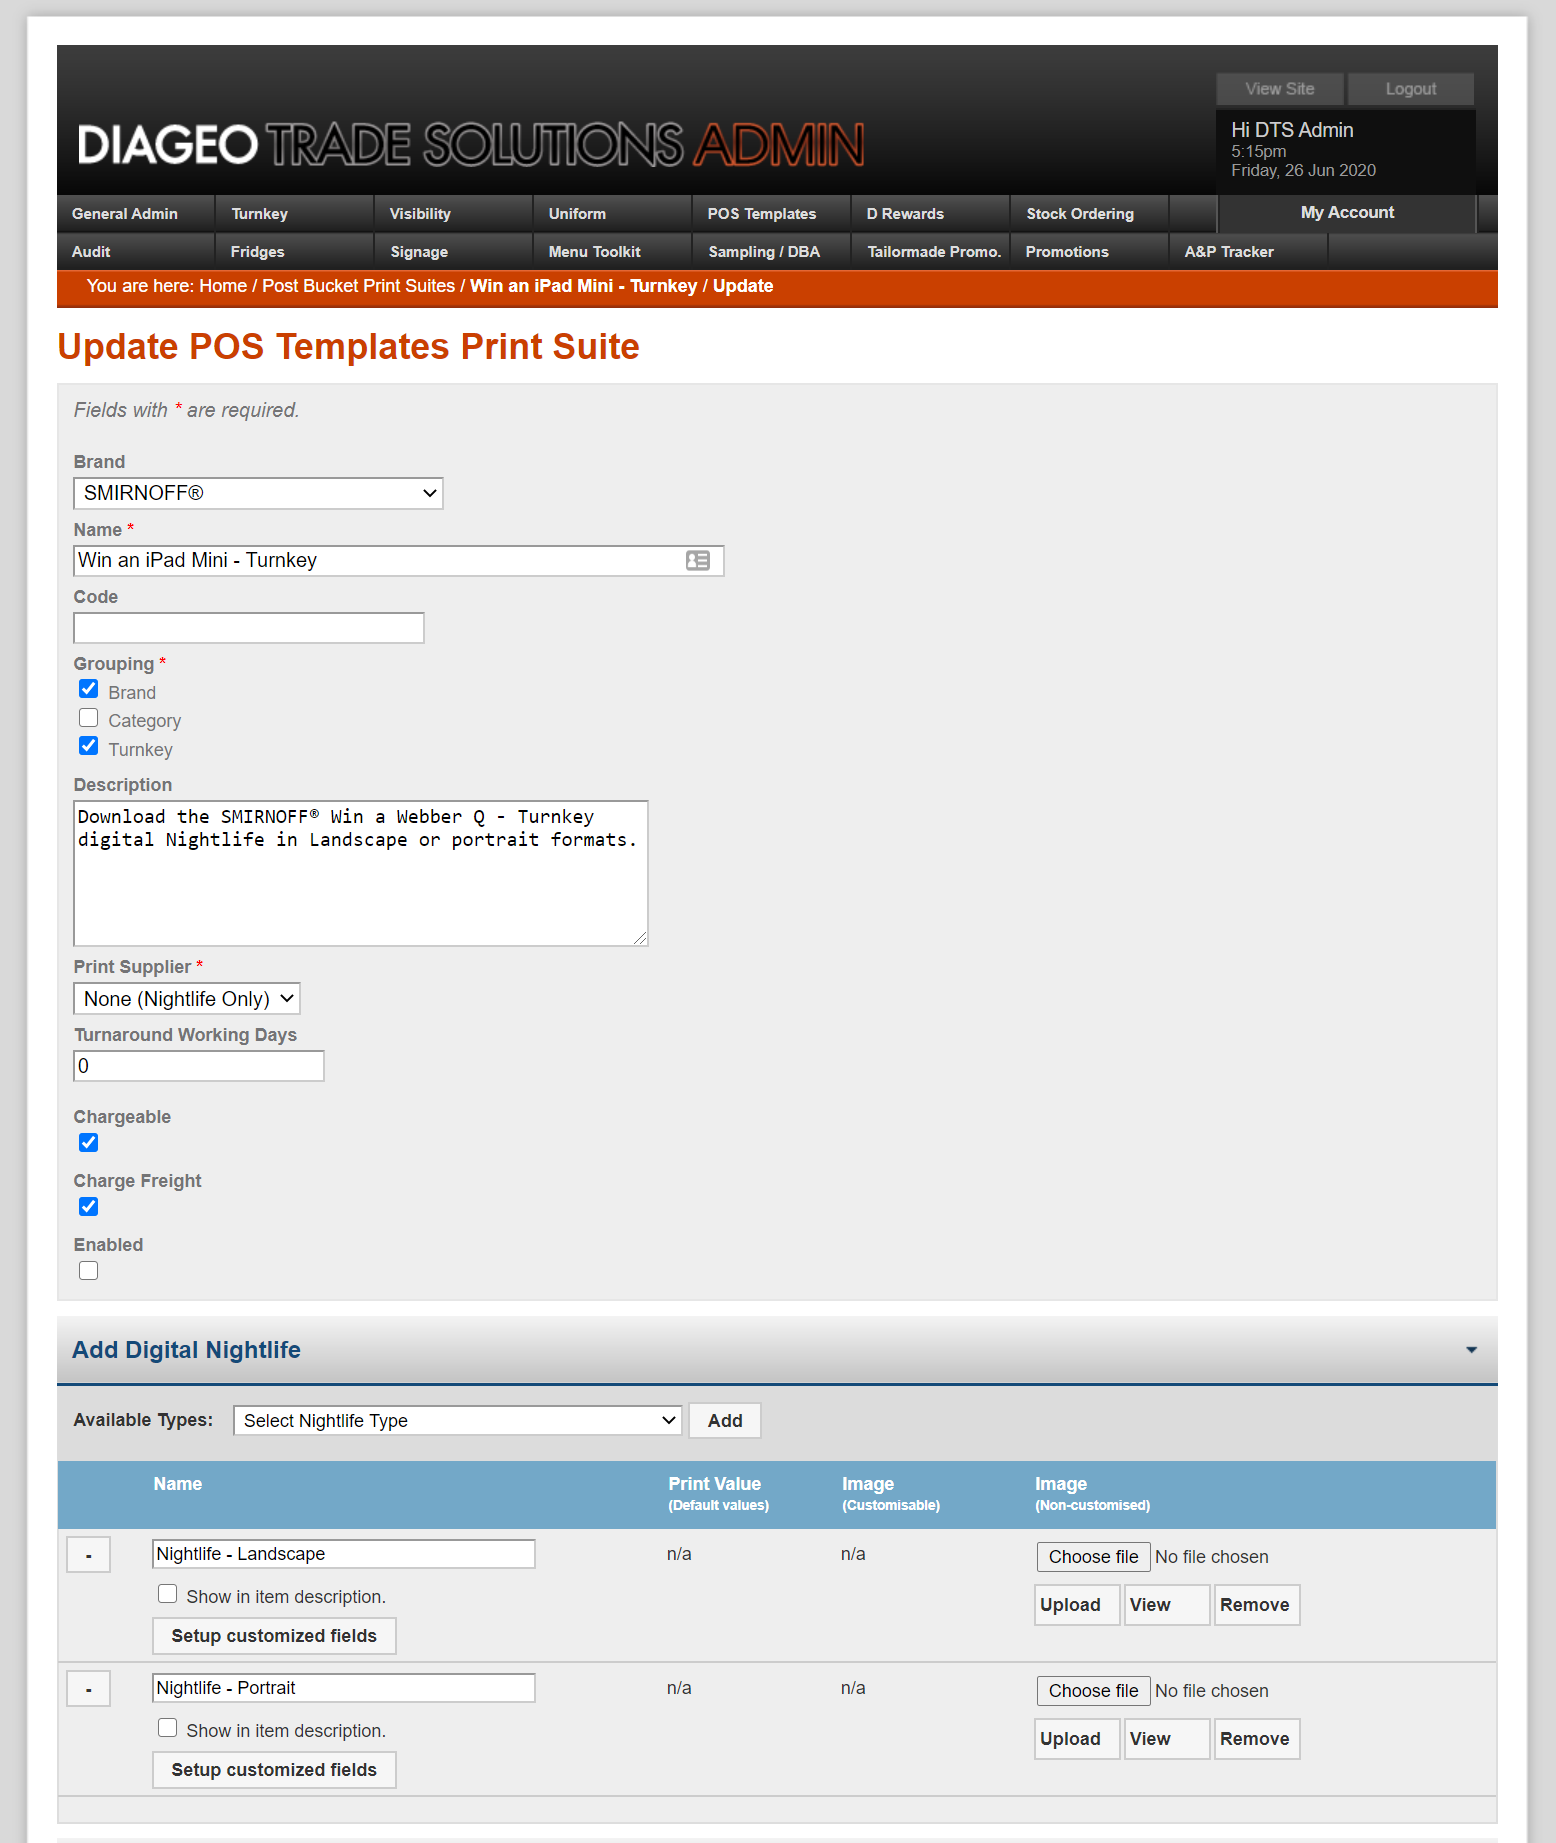 View Site Logout
DIAGEO TRADE SOLUTIONS ADMIN
Hi DTS Admin
5:15pm
Friday, 26 Jun 2020
General Admin Turnkey Visibility Uniform POS Templates D Rewards Stock Ordering My Account
Audit Fridges Signage Menu Toolkit Sampling / DBA Tailormade Promo. Promotions A&P Tracker
You are here: Home / Post Bucket Print Suites / Win an iPad Mini - Turnkey / Update
Update POS Templates Print Suite
Fields with * are required.
Brand
SMIRNOFF®
Name *
Win an iPad Mini - Turnkey
Code
Grouping *
Brand
Category
Turnkey
Description
Download the SMIRNOFF® Win a Webber Q - Turnkey
digital Nightlife in Landscape or portrait formats.
Print Supplier *
None (Nightlife Only)
Turnaround Working Days
0
Chargeable
Charge Freight
Enabled
Add Digital Nightlife
Available Types: Select Nightlife Type Add
Name Print Value Image Image
(Default values) (Customisable) (Non-customised)
- Nightlife - Landscape n/a n/a Choose file No file chosen
Show in item description. Upload View Remove
Setup customized fields
- Nightlife - Portrait n/a n/a Choose file No file chosen
Show in item description. Upload View Remove
Setup customized fields